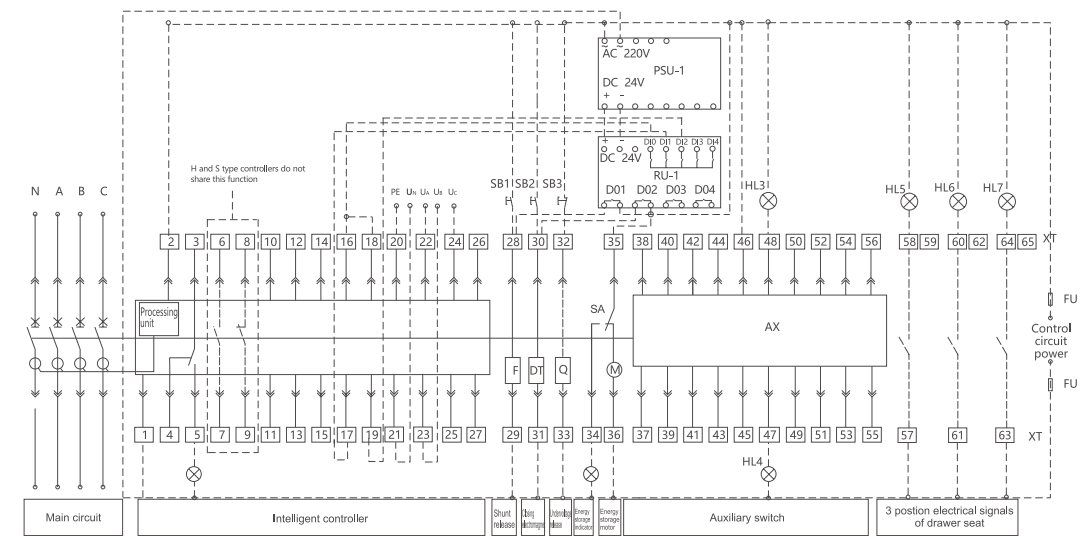 ~ ~
AC 220V
PSU-1
DC 24V
+ -
+ -
DI0 DI1 DI2 DI3 DI4
DC 24V
RU-1
D01 D02 D03 D04
H and S type controllers do not
share this function
N A B C
PE UN UA UB UC
SB1 SB2 SB3
HL3
HL5 HL6 HL7
2 3 6 8 10 12 14 16 18 20 22 24 26 28 30 32 35 38 40 42 44 46 48 50 52 54 56 58 59 60 62 64 65 XT
Processing
unit
SA
AX
FU
Control
circuit
power
F DT Q M
FU
1 4 5 7 9 11 13 15 17 19 21 23 25 27 29 31 33 34 36 37 39 41 43 45 47 49 51 53 55 57 61 63 XT
HL4
Main circuit
Intelligent controller
Shunt
release
Closing
electromagnet
Undervoltage
release
Energy
storage
indicator
Energy
storage
motor
Auxiliary switch
3 postion electrical signals
of drawer seat